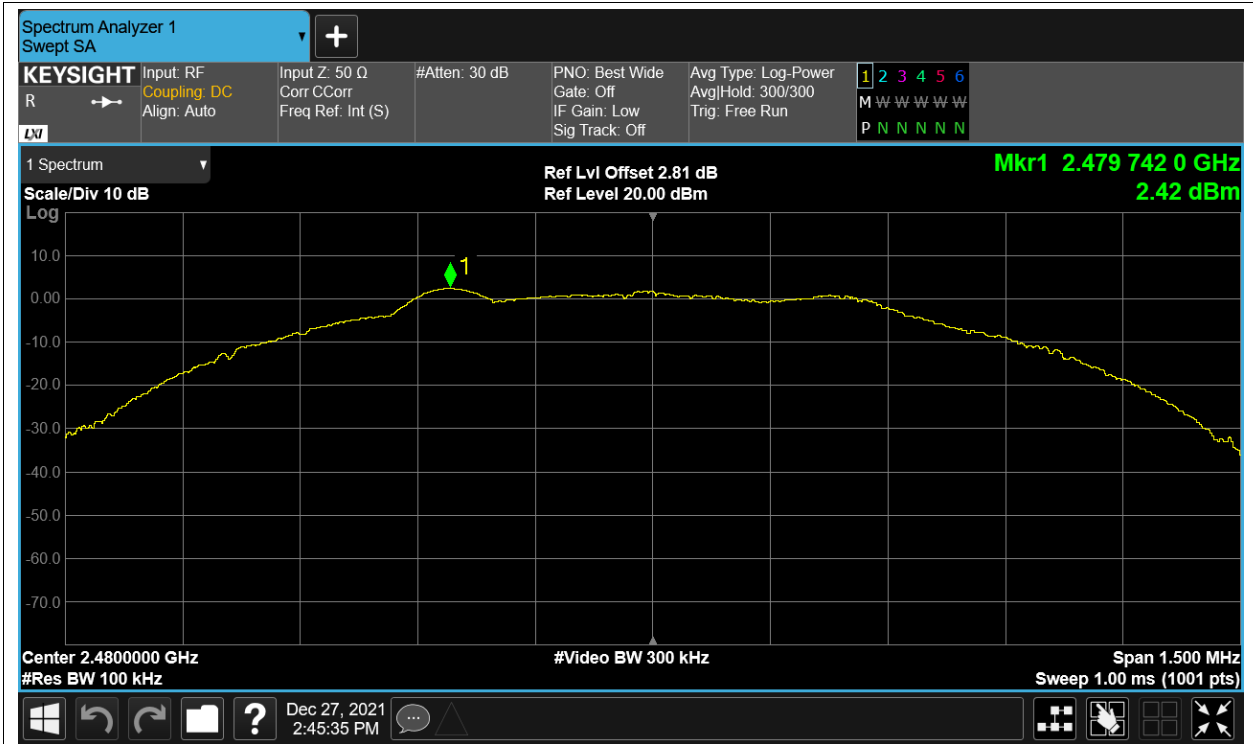 Spectrum Analyzer 1
Swept SA
KEYSIGHT
R
LXI
Input: RF
Coupling: DC
Align: Auto
Input Z: 50 Ω
Corr CCorr
Freq Ref: Int (S)
#Atten: 30 dB
PNO: Best Wide
Gate: Off
IF Gain: Low
Sig Track: Off
Avg Type: Log-Power
Avg|Hold: 300/300
Trig: Free Run
1 2 3 4 5 6
M W W W W W W
P N N N N N N
1 Spectrum
Scale/Div 10 dB
Log
Ref Lvl Offset 2.81 dB
Ref Level 20.00 dBm
Mkr1 2.479 742 0 GHz
2.42 dBm
1
10.0
0.00
-10.0
-20.0
-30.0
-40.0
-50.0
-60.0
-70.0
Center 2.4800000 GHz
#Video BW 300 kHz
Span 1.500 MHz
#Res BW 100 kHz
Sweep 1.00 ms (1001 pts)
?
Dec 27, 2021
2:45:35 PM